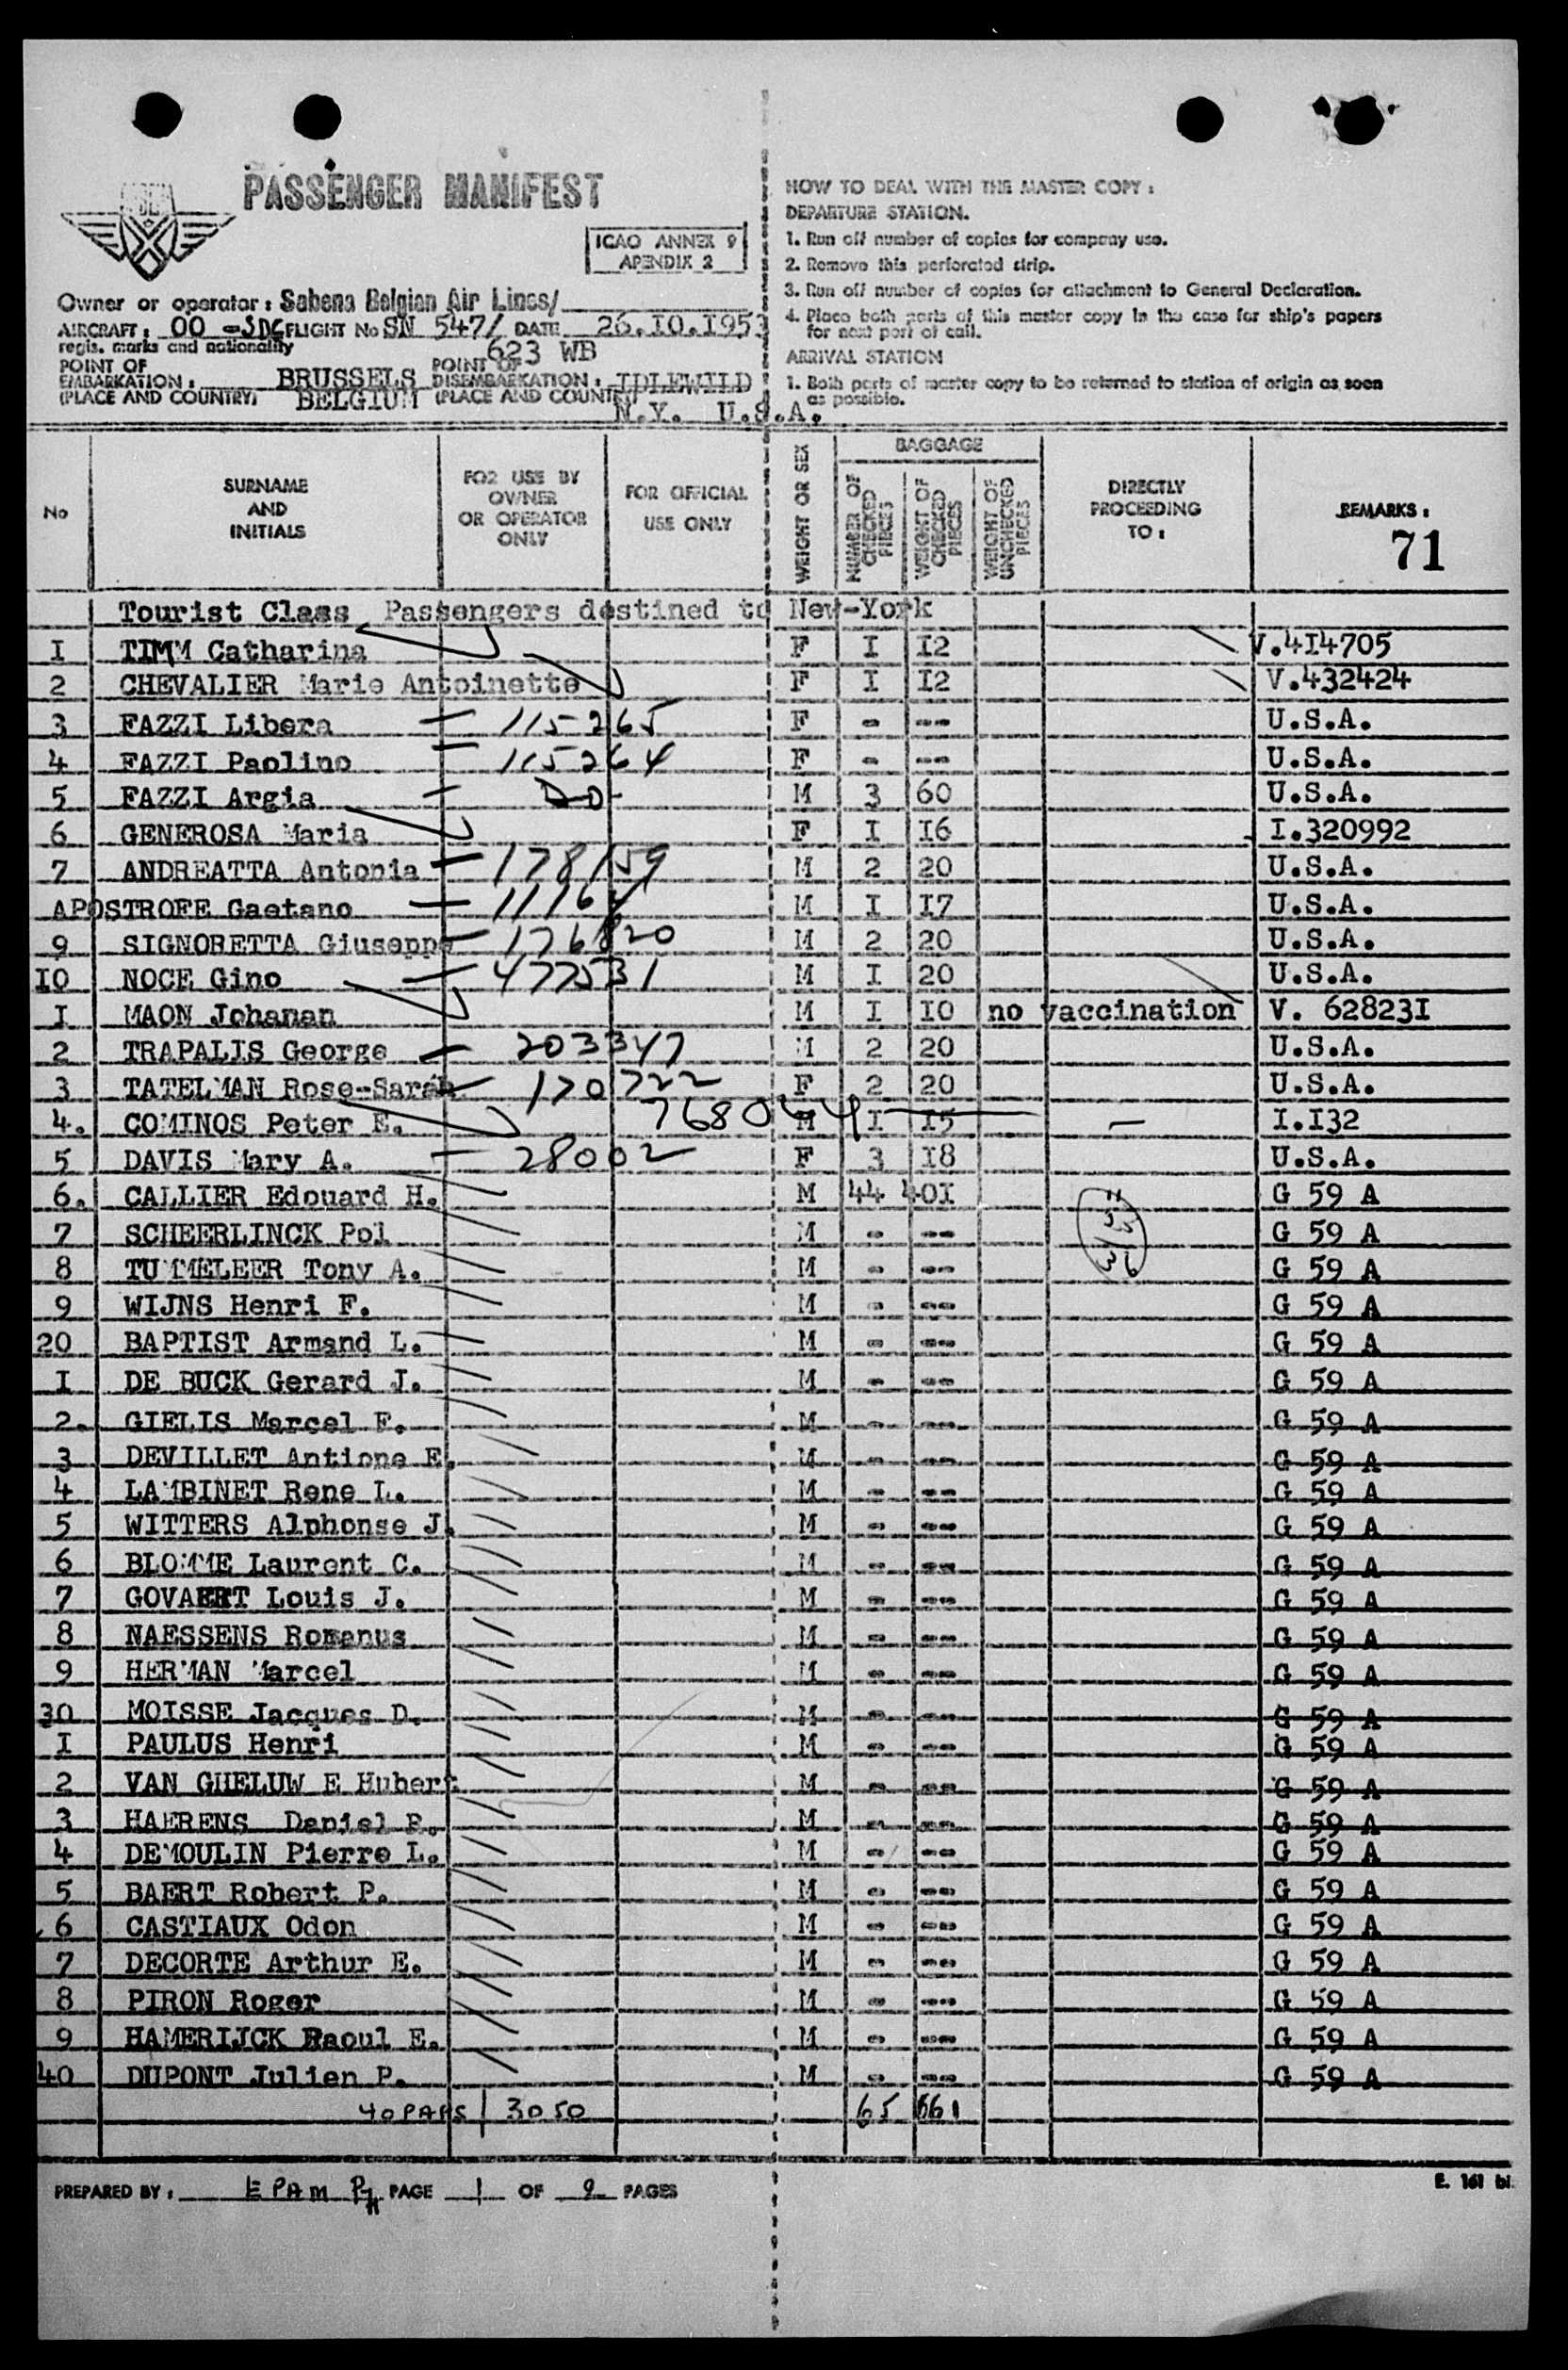 PASSENGER MANIFEST
ICAO ANNEX 9
APENDIX 2
Owner or operator : Sabena Belgian Air Lines/
AIRCRAFT : OO - FLIGHT No SN 547/ DATE 26.IO.I953
regis. marks and nationality 623 WB
POINT OF EMBARKATION : BRUSSELS POINT OF DISEMBARKATION : IDLEWILD
(PLACE AND COUNTRY) BELGIUM (PLACE AND COUNTRY) N.Y. U.S.A.
HOW TO DEAL WITH THE MASTER COPY :
DEPARTURE STATION.
1. Run off number of copies for company use.
2. Remove this perforated strip.
3. Run off number of copies for attachment to General Declaration.
4. Place both parts of this master copy in the case for ship's papers
for next port of call.
ARRIVAL STATION
1. Both parts of master copy to be returned to station of origin as soon
as possible.
No SURNAME AND INITIALS FOR USE BY OWNER OR OPERATOR ONLY FOR OFFICIAL USE ONLY WEIGHT OR SEX BAGGAGE NUMBER OF CHECKED PIECES WEIGHT OF CHECKED PIECES WEIGHT OF UNCHECKED PIECES DIRECTLY PROCEEDING TO : REMARKS :
71
Tourist Class Passengers destined to New-York
I TIMM Catharina F I I2 V.4I4705
2 CHEVALIER Marie Antoinette F I I2 V.432424
3 FAZZI Libera 115265 F - -- U.S.A.
4 FAZZI Paolino 115264 F - -- U.S.A.
5 FAZZI Argia M 3 60 U.S.A.
6 GENEROSA Maria F I I6 I.320992
7 ANDREATTA Antonia 178159 M 2 20 U.S.A.
APOSTROFE Gaetano M I I7 U.S.A.
9 SIGNORETTA Giuseppe 176820 M 2 20 U.S.A.
IO NOCE Gino 477531 M I 20 U.S.A.
I MAON Johanan M I IO no vaccination V. 62823I
2 TRAPALIS George 203347 M 2 20 U.S.A.
3 TATELMAN Rose-Sarah 170722 F 2 20 U.S.A.
4. COMINOS Peter E. 768044 M I I5 I.I32
5 DAVIS Mary A. 28002 F 3 I8 U.S.A.
6. CALLIER Edouard H. M 44 40I G 59 A
7 SCHEERLINCK Pol M - -- G 59 A
8 TUMMELEER Tony A. M - -- G 59 A
9 WIJNS Henri F. M - -- G 59 A
20 BAPTIST Armand L. M - -- G 59 A
I DE BUCK Gerard J. M - -- G 59 A
2. GIELIS Marcel F. M - -- G 59 A
3 DEVILLET Antione E. M - -- G 59 A
4 LAMBINET Rene L. M - -- G 59 A
5 WITTERS Alphonse J. M - -- G 59 A
6 BLOMME Laurent C. M - -- G 59 A
7 GOVAERT Louis J. M - -- G 59 A
8 NAESSENS Romanus M - -- G 59 A
9 HERMAN Marcel M - -- G 59 A
30 MOISSE Jacques D. M - -- G 59 A
I PAULUS Henri M - -- G 59 A
2 VAN GHELUW E Hubert M - -- G 59 A
3 HAERENS Daniel M - -- G 59 A
4 DEMOULIN Pierre L. M - -- G 59 A
5 BAERT Robert P. M - -- G 59 A
6 CASTIAUX Odon M - -- G 59 A
7 DECORTE Arthur E. M - -- G 59 A
8 PIRON Roger M - -- G 59 A
9 HAMERIJCK Raoul E. M - -- G 59 A
40 DUPONT Julien P. M - -- G 59 A
40 PAPS 3050 65 661
PREPARED BY : EPAM PAGE 1 OF 2 PAGES
E. 161 bl.